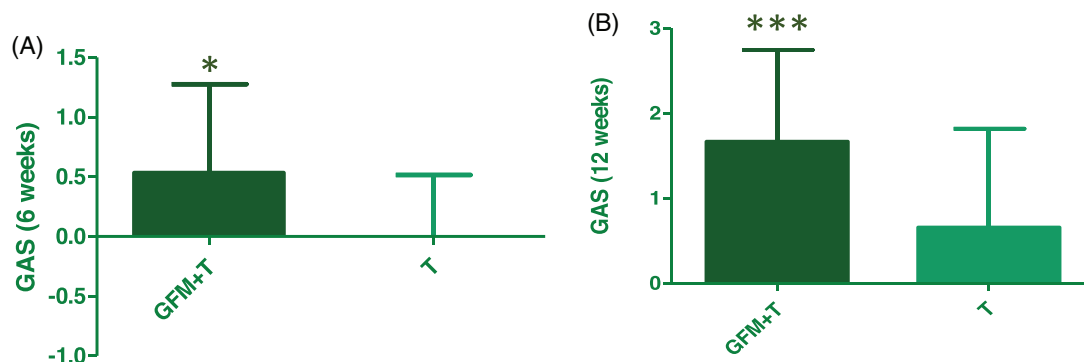 (A)
GAS (6 weeks)
1.5
1.0
0.5
0.0
-0.5
-1.0
*
GFM+T
T
(B)
GAS (12 weeks)
3
2
1
0
***
GFM+T
T